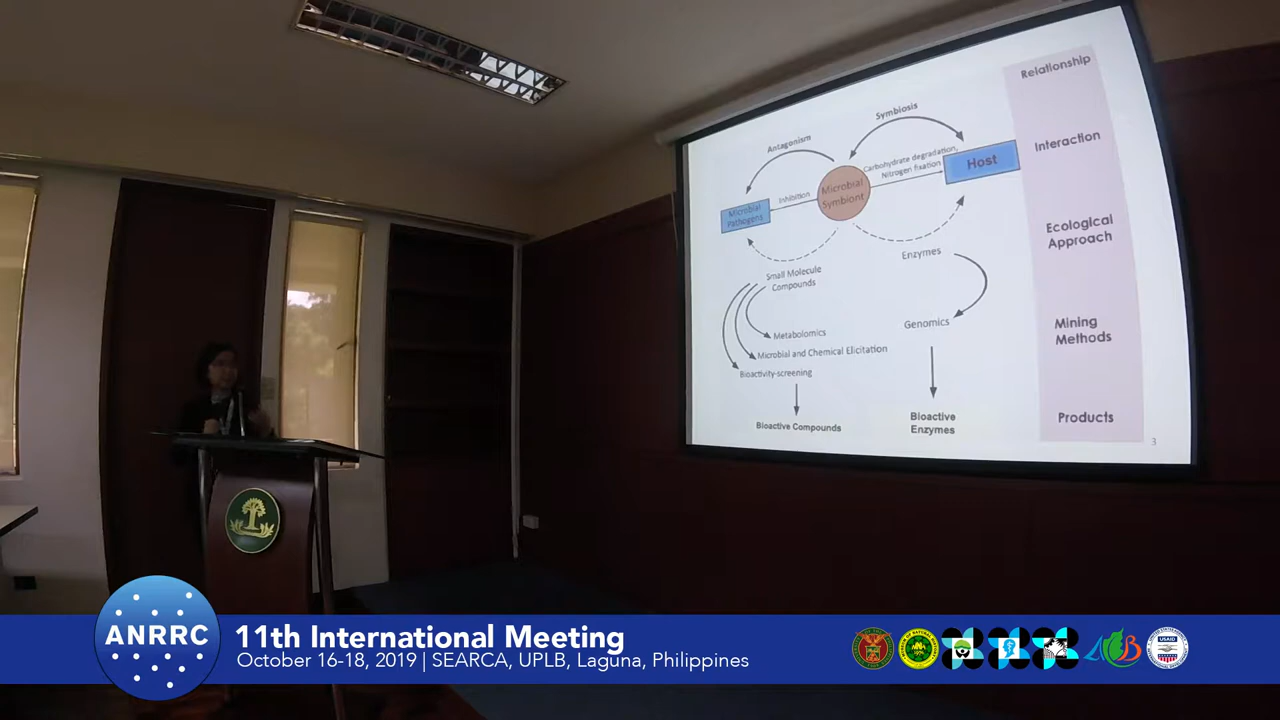 Relationship
Symbiosis
Antagonism
Interaction
Carbohydrate degradation,
Nitrogen fixation
Host
Microbial
Symbiont
Inhibition
Microbial
Pathogens
Ecological
Approach
Enzymes
Small Molecule
Compounds
Genomics
Mining
Methods
Metabolomics
Microbial and Chemical Elicitation
Bioactivity-screening
Bioactive Compounds
Bioactive
Enzymes
Products
3
ANRRC
11th International Meeting
October 16-18, 2019 | SEARCA, UPLB, Laguna, Philippines
USAID